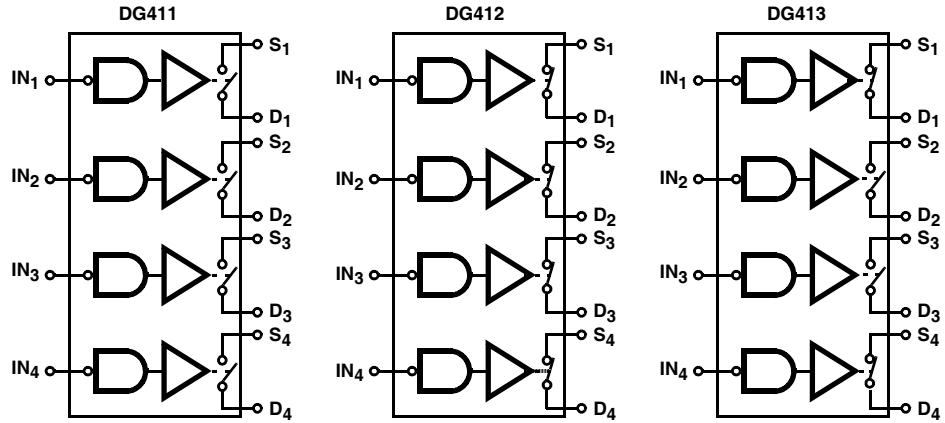 DG411
IN1
S1
D1
IN2
S2
D2
IN3
S3
D3
IN4
S4
D4
DG412
IN1
S1
D1
IN2
S2
D2
IN3
S3
D3
IN4
S4
D4
DG413
IN1
S1
D1
IN2
S2
D2
IN3
S3
D3
IN4
S4
D4